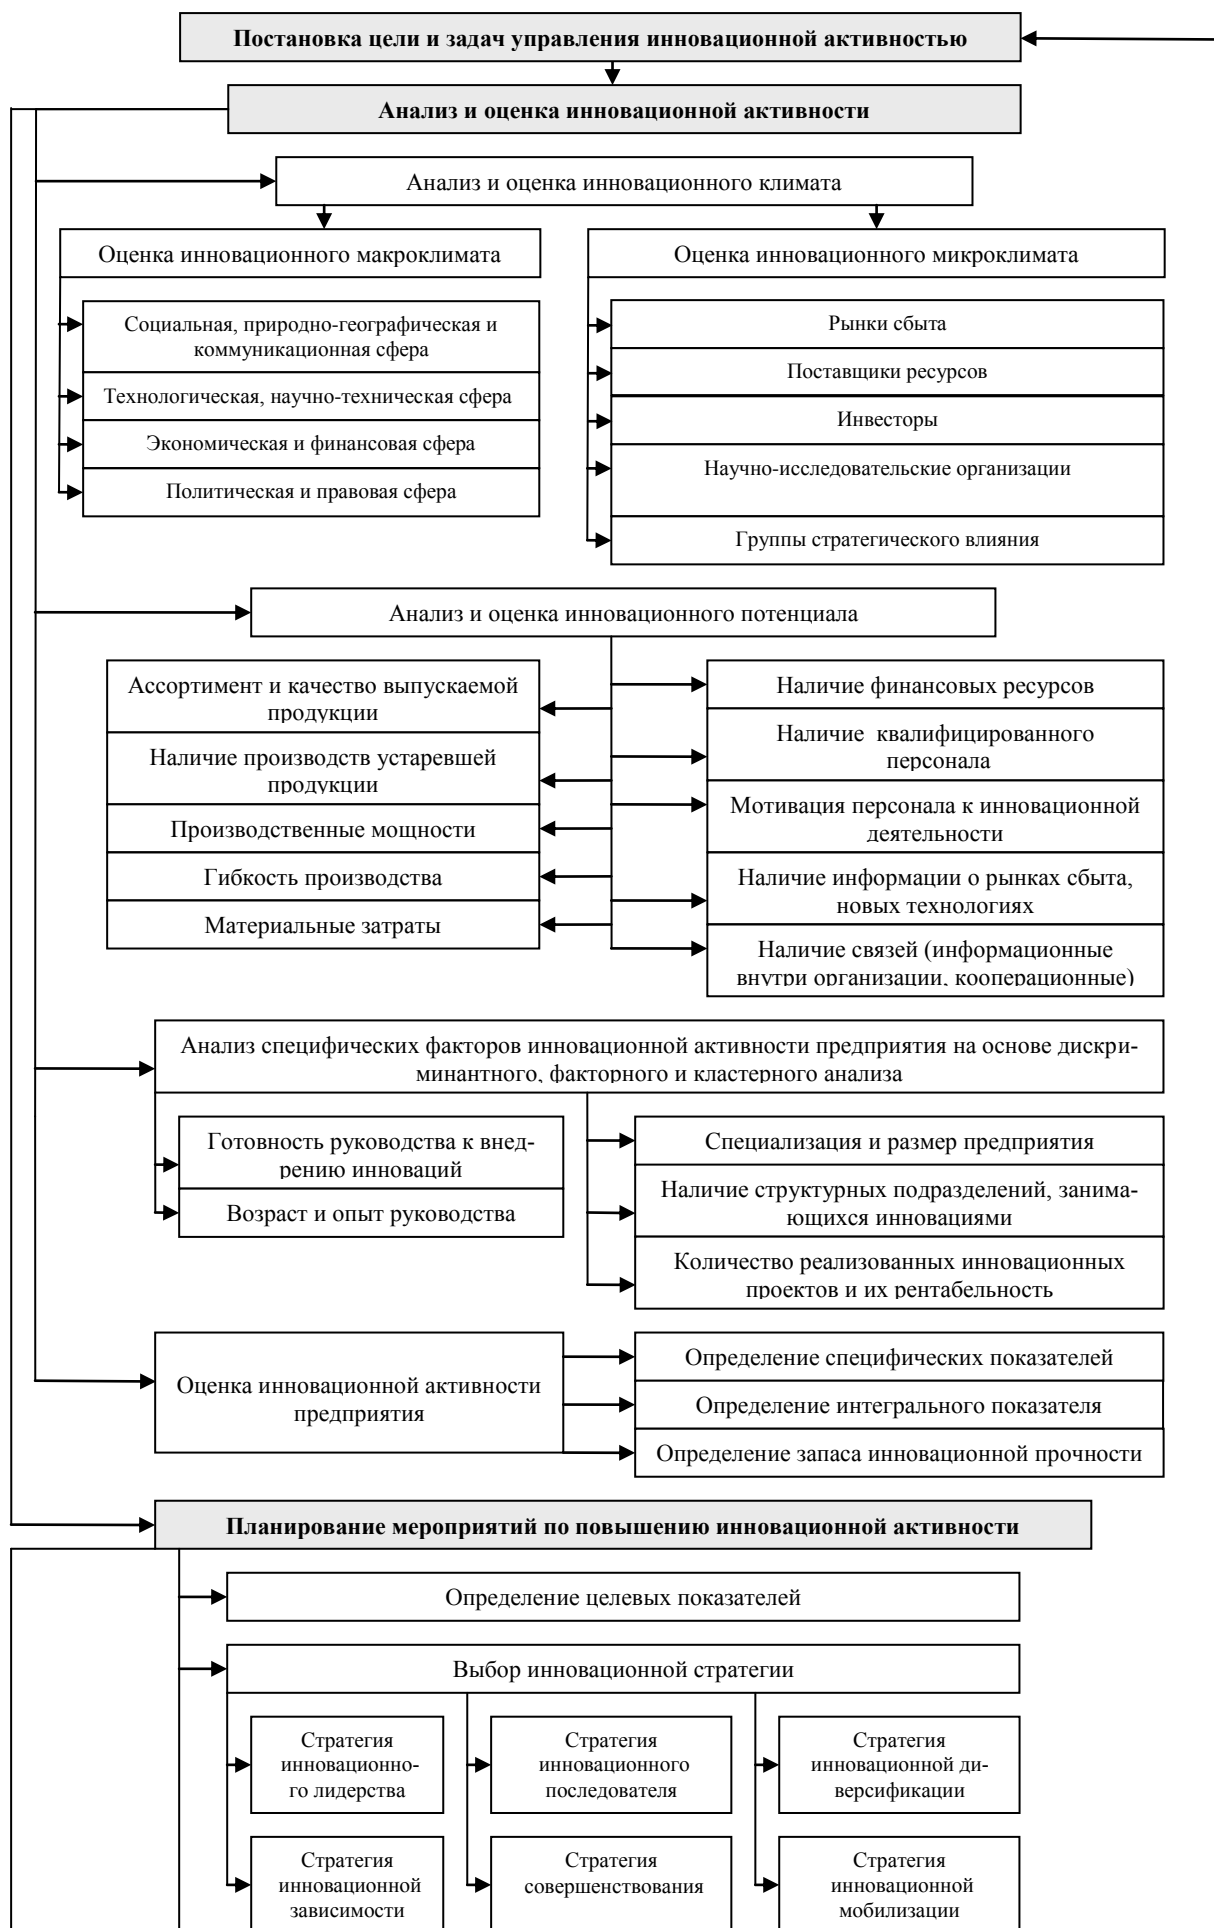 Постановка цели и задач управления инновационной активностью
Анализ и оценка инновационной активности
Анализ и оценка инновационного климата
Оценка инновационного макроклимата
Социальная, природно-географическая и
коммуникационная сфера
Технологическая, научно-техническая сфера
Экономическая и финансовая сфера
Политическая и правовая сфера
Оценка инновационного микроклимата
Рынки сбыта
Поставщики ресурсов
Инвесторы
Научно-исследовательские организации
Группы стратегического влияния
Анализ и оценка инновационного потенциала
Ассортимент и качество выпускаемой
продукции
Наличие производств устаревшей
продукции
Производственные мощности
Гибкость производства
Материальные затраты
Наличие финансовых ресурсов
Наличие квалифицированного
персонала
Мотивация персонала к инновационной
деятельности
Наличие информации о рынках сбыта,
новых технологиях
Наличие связей (информационные
внутри организации, кооперационные)
Анализ специфических факторов инновационной активности предприятия на основе дискри-
минантного, факторного и кластерного анализа
Готовность руководства к внед-
рению инноваций
Возраст и опыт руководства
Специализация и размер предприятия
Наличие структурных подразделений, занима-
ющихся инновациями
Количество реализованных инновационных
проектов и их рентабельность
Оценка инновационной активности
предприятия
Определение специфических показателей
Определение интегрального показателя
Определение запаса инновационной прочности
Планирование мероприятий по повышению инновационной активности
Определение целевых показателей
Выбор инновационной стратегии
Стратегия
инновационно-
го лидерства
Стратегия
инновационного
последователя
Стратегия
инновационной ди-
версификации
Стратегия
инновационной
зависимости
Стратегия
совершенствования
Стратегия
инновационной
мобилизации